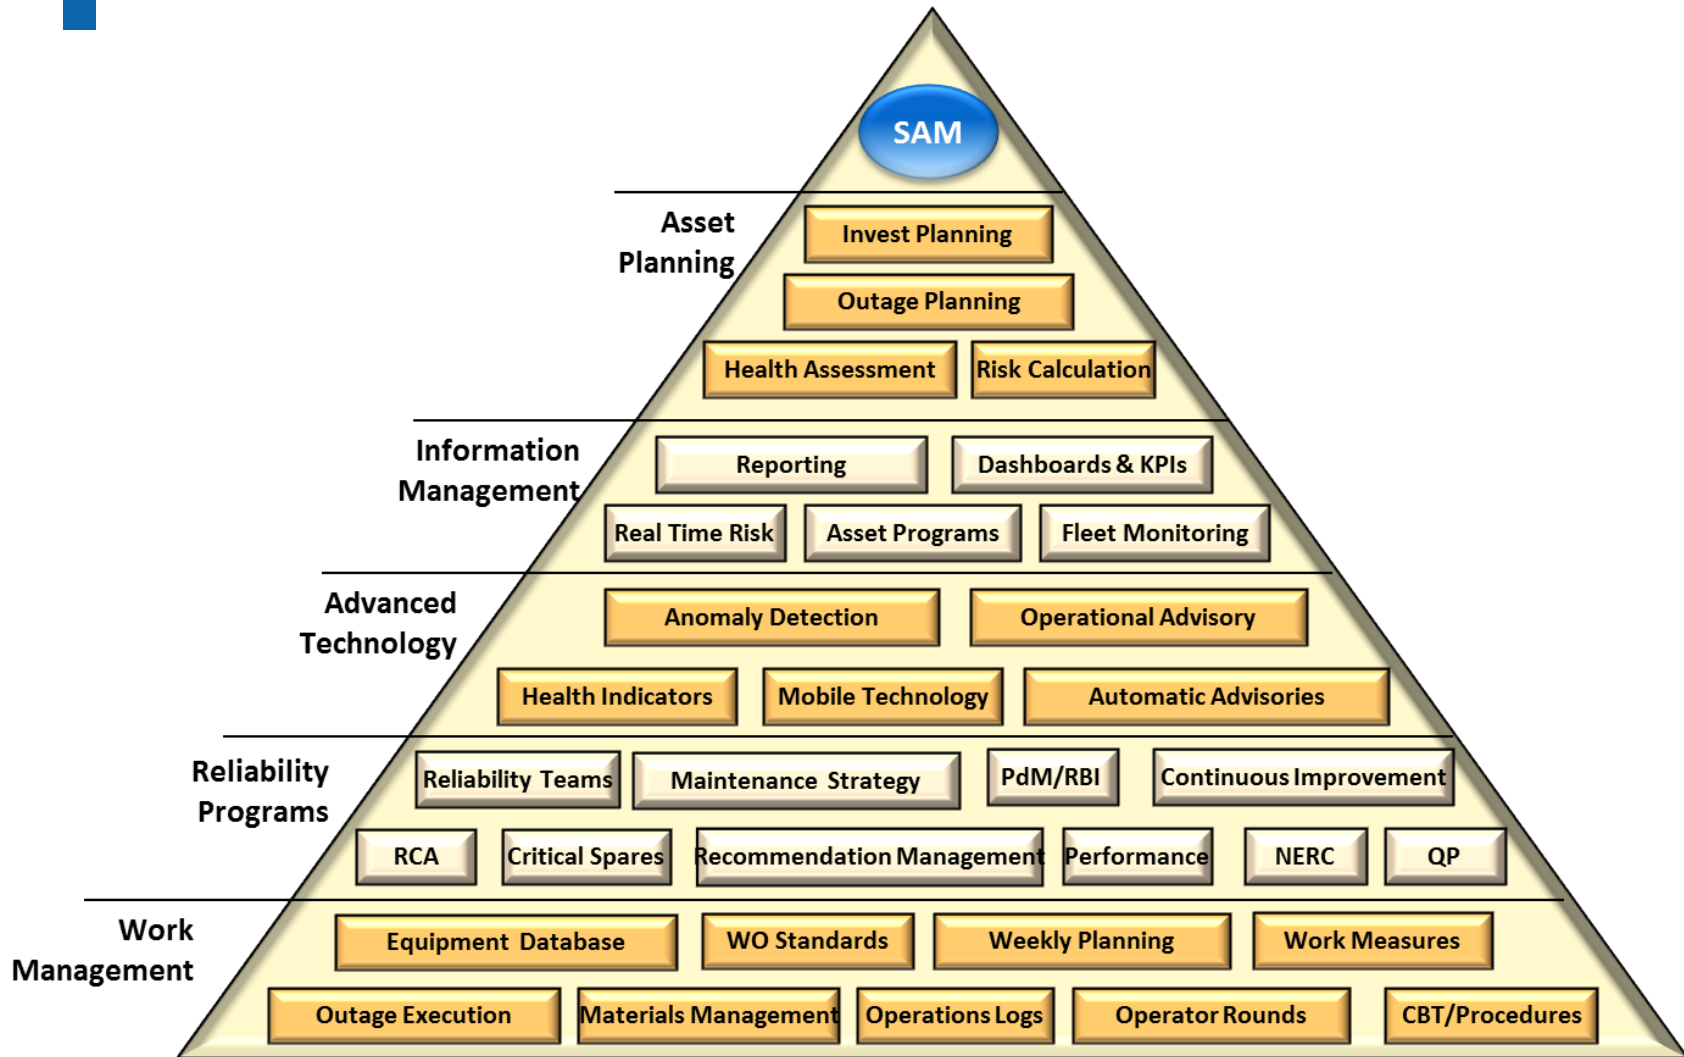 SAM
Asset
Planning
Invest Planning
Outage Planning
Health Assessment
Risk Calculation
Information
Management
Reporting
Dashboards & KPIs
Real Time Risk
Asset Programs
Fleet Monitoring
Advanced
Technology
Anomaly Detection
Operational Advisory
Health Indicators
Mobile Technology
Automatic Advisories
Reliability
Programs
Reliability Teams
Maintenance Strategy
PdM/RBI
Continuous Improvement
RCA
Critical Spares
Recommendation Management
Performance
NERC
QP
Work
Management
Equipment Database
WO Standards
Weekly Planning
Work Measures
Outage Execution
Materials Management
Operations Logs
Operator Rounds
CBT/Procedures